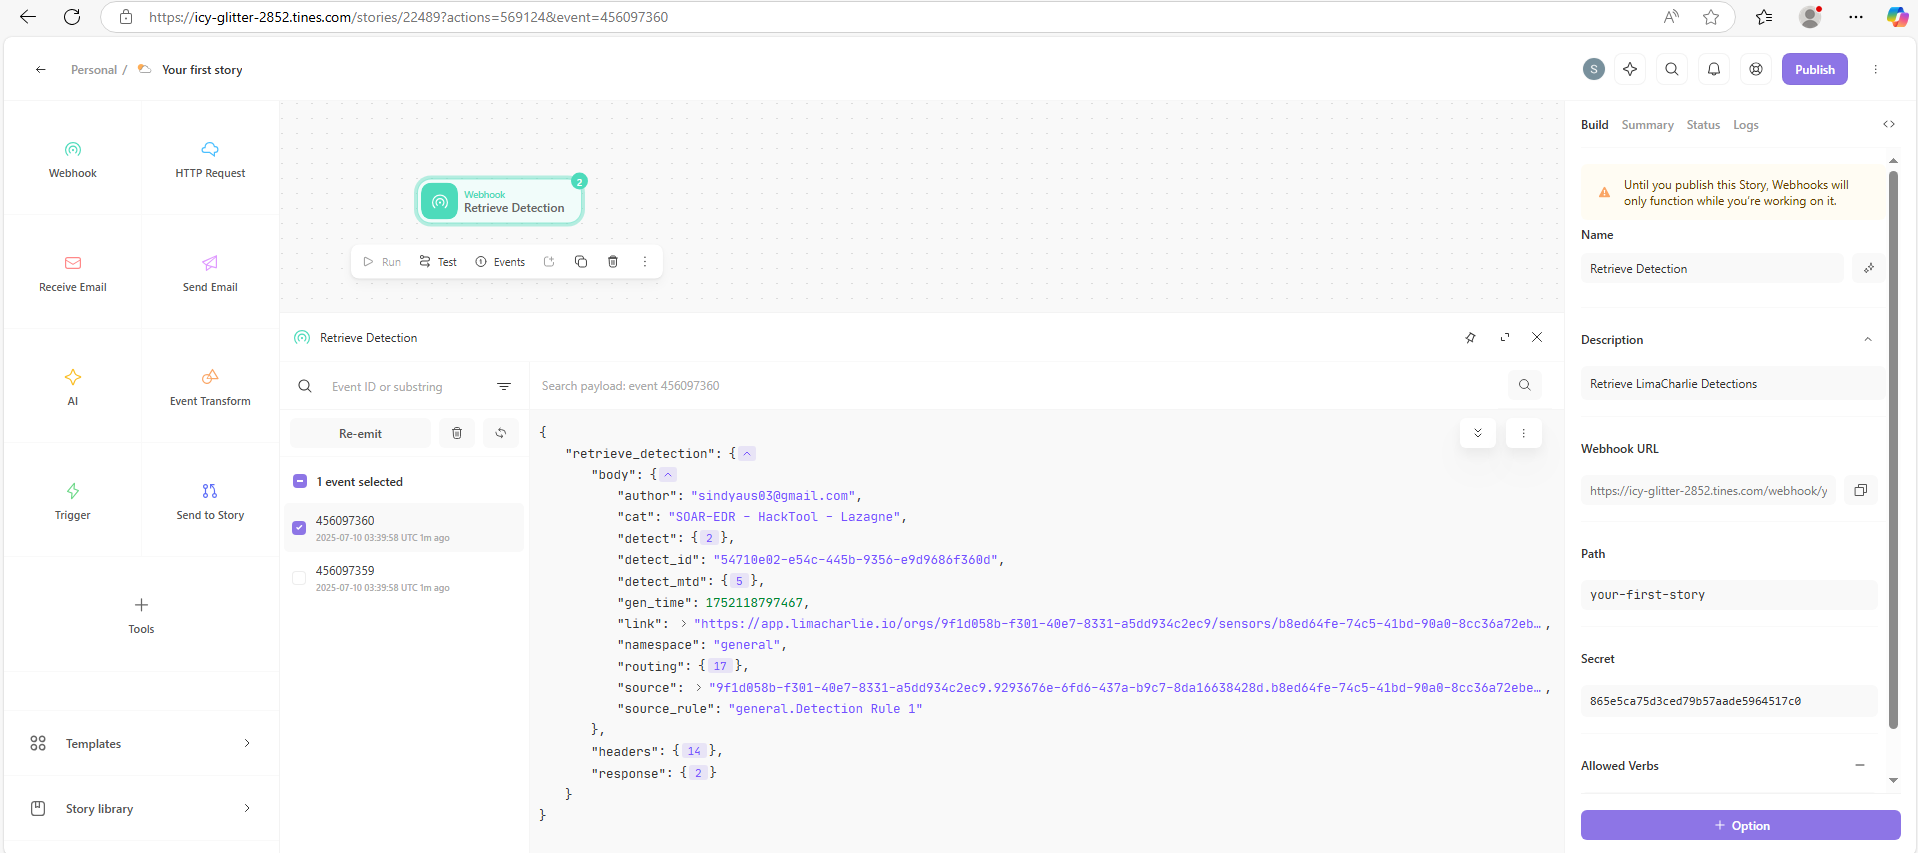 https://icy-glitter-2852.tines.com/stories/22489?actions=569124&event=456097360
Personal / Your first story
S
Publish
Webhook
HTTP Request
Receive Email
Send Email
AI
Event Transform
Trigger
Send to Story
Tools
Templates
Story library
Webhook
Retrieve Detection
2
Run
Test
Events
Retrieve Detection
Event ID or substring
Search payload: event 456097360
Re-emit
1 event selected
456097360
2025-07-10 03:39:58 UTC 1m ago
456097359
2025-07-10 03:39:58 UTC 1m ago
{
"retrieve_detection": {
"body": {
"author": "sindyaus03@gmail.com",
"cat": "SOAR-EDR - HackTool - Lazagne",
"detect": { 2 },
"detect_id": "54710e02-e54c-445b-9356-e9d9686f360d",
"detect_mtd": { 5 },
"gen_time": 1752118797467,
"link": > "https://app.limacharlie.io/orgs/9f1d058b-f301-40e7-8331-a5dd934c2ec9/sensors/b8ed64fe-74c5-41bd-90a0-8cc36a72eb… ,
"namespace": "general",
"routing": { 17 },
"source": > "9f1d058b-f301-40e7-8331-a5dd934c2ec9.9293676e-6fd6-437a-b9c7-8da16638428d.b8ed64fe-74c5-41bd-90a0-8cc36a72ebe… ,
"source_rule": "general.Detection Rule 1"
},
"headers": { 14 },
"response": { 2 }
}
}
Build
Summary
Status
Logs
Until you publish this Story, Webhooks will
only function while you're working on it.
Name
Retrieve Detection
Description
Retrieve LimaCharlie Detections
Webhook URL
https://icy-glitter-2852.tines.com/webhook/y
Path
your-first-story
Secret
865e5ca75d3ced79b57aade5964517c0
Allowed Verbs
+ Option